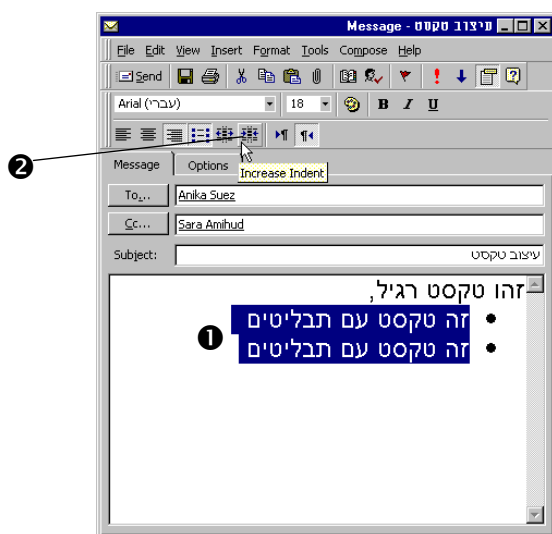 עיצוב טקסט - Message
File Edit View Insert Format Tools Compose Help
Send
Arial (עברי) 18 B I U
Message Options
Increase Indent
To... Anika Suez
Cc... Sara Amihud
Subject: עיצוב טקסט
זהו טקסט רגיל,
• זה טקסט עם תבליטים
• זה טקסט עם תבליטים
❶
❷